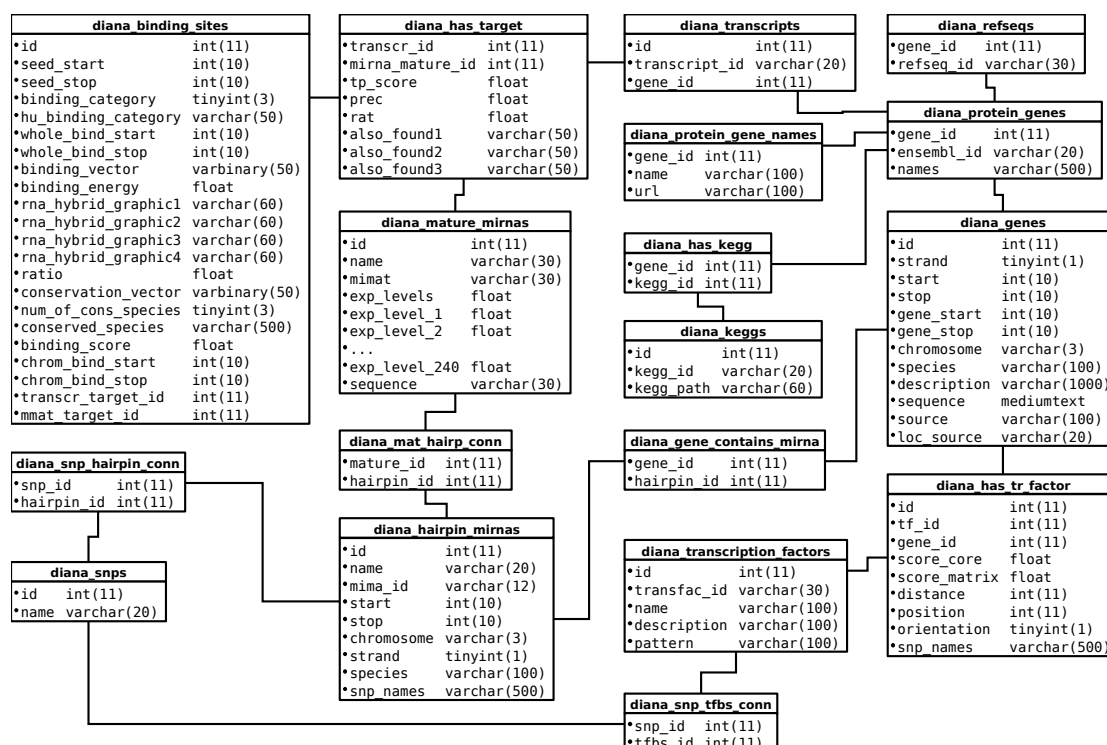 diana_binding_sites
•id int(11)
•seed_start int(10)
•seed_stop int(10)
•binding_category tinyint(3)
•hu_binding_category varchar(50)
•whole_bind_start int(10)
•whole_bind_stop int(10)
•binding_vector varbinary(50)
•binding_energy float
•rna_hybrid_graphic1 varchar(60)
•rna_hybrid_graphic2 varchar(60)
•rna_hybrid_graphic3 varchar(60)
•rna_hybrid_graphic4 varchar(60)
•ratio float
•conservation_vector varbinary(50)
•num_of_cons_species tinyint(3)
•conserved_species varchar(500)
•binding_score float
•chrom_bind_start int(10)
•chrom_bind_stop int(10)
•transcr_target_id int(11)
•mmat_target_id int(11)
diana_has_target
•transcr_id int(11)
•mirna_mature_id int(11)
•tp_score float
•prec float
•rat float
•also_found1 varchar(50)
•also_found2 varchar(50)
•also_found3 varchar(50)
diana_transcripts
•id int(11)
•transcript_id varchar(20)
•gene_id int(11)
diana_refseqs
•gene_id int(11)
•refseq_id varchar(30)
diana_protein_gene_names
•gene_id int(11)
•name varchar(100)
•url varchar(100)
diana_protein_genes
•gene_id int(11)
•ensembl_id varchar(20)
•names varchar(500)
diana_mature_mirnas
•id int(11)
•name varchar(30)
•mimat varchar(30)
•exp_levels float
•exp_level_1 float
•exp_level_2 float
•...
•exp_level_240 float
•sequence varchar(30)
diana_has_kegg
•gene_id int(11)
•kegg_id int(11)
diana_keggs
•id int(11)
•kegg_id varchar(20)
•kegg_path varchar(60)
diana_genes
•id int(11)
•strand tinyint(1)
•start int(10)
•stop int(10)
•gene_start int(10)
•gene_stop int(10)
•chromosome varchar(3)
•species varchar(100)
•description varchar(1000)
•sequence mediumtext
•source varchar(100)
•loc_source varchar(20)
diana_snp_hairpin_conn
•snp_id int(11)
•hairpin_id int(11)
diana_mat_hairp_conn
•mature_id int(11)
•hairpin_id int(11)
diana_gene_contains_mirna
•gene_id int(11)
•hairpin_id int(11)
diana_has_tr_factor
•id int(11)
•tf_id int(11)
•gene_id int(11)
•score_core float
•score_matrix float
•distance int(11)
•position int(11)
•orientation tinyint(1)
•snp_names varchar(500)
diana_snps
•id int(11)
•name varchar(20)
diana_hairpin_mirnas
•id int(11)
•name varchar(20)
•mima_id varchar(12)
•start int(10)
•stop int(10)
•chromosome varchar(3)
•strand tinyint(1)
•species varchar(100)
•snp_names varchar(500)
diana_transcription_factors
•id int(11)
•transfac_id varchar(30)
•name varchar(100)
•description varchar(100)
•pattern varchar(100)
diana_snp_tfbs_conn
•snp_id int(11)
•tfbs_id int(11)